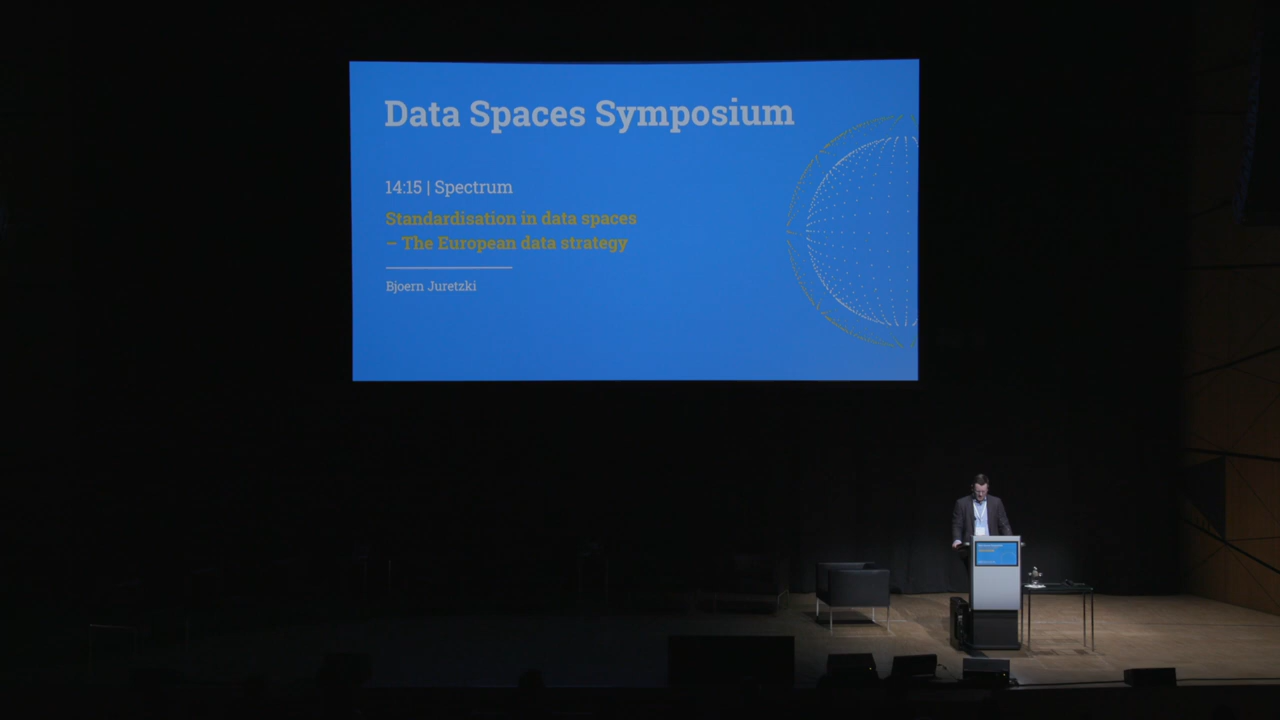 Data Spaces Symposium
14:15 | Spectrum
Standardisation in data spaces
– The European data strategy
Bjoern Juretzki